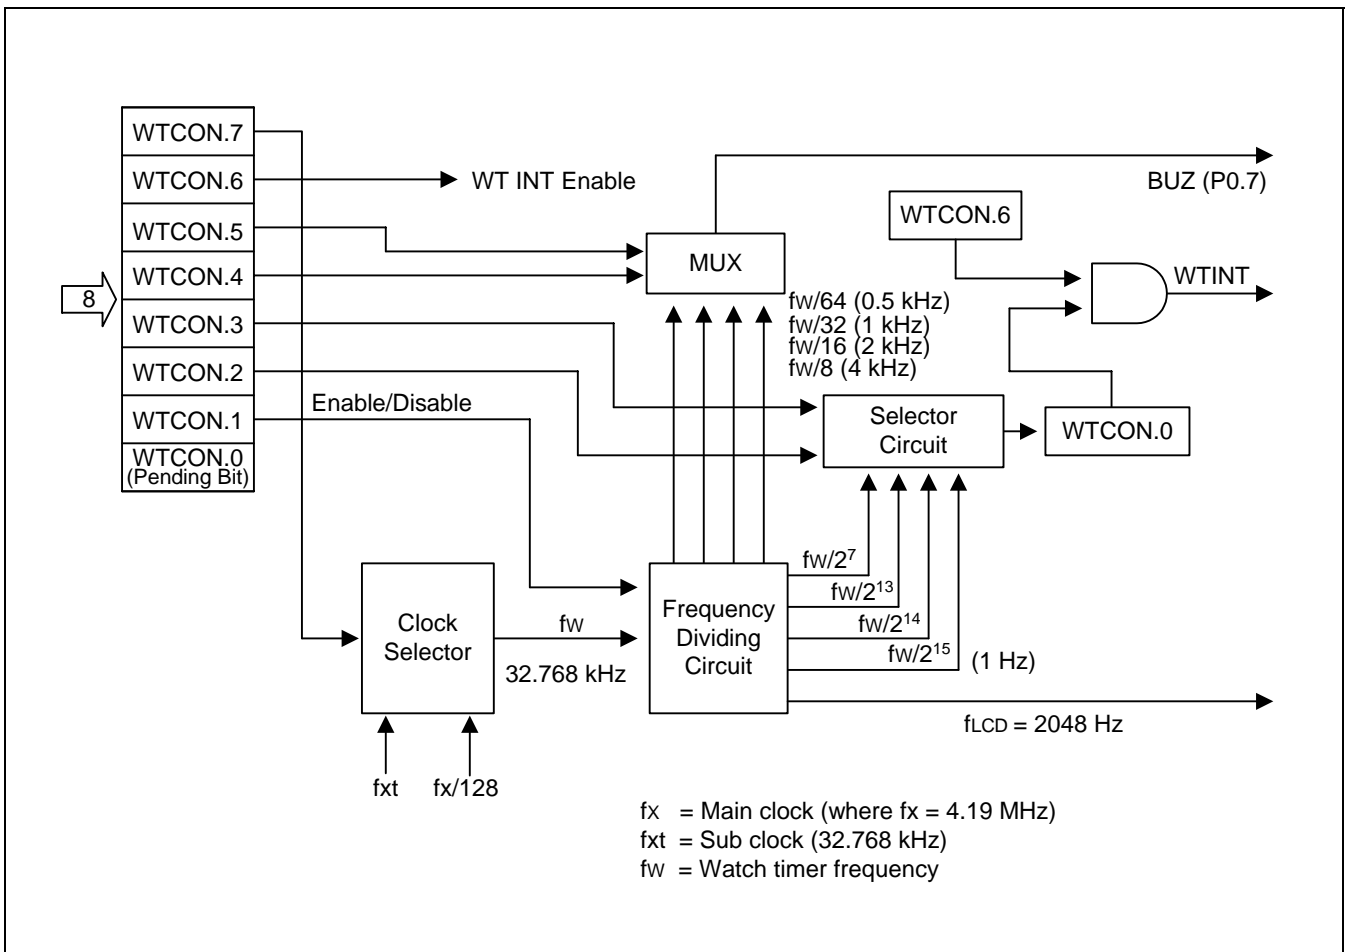 WTCON.7
WTCON.6
WT INT Enable
WTCON.5
WTCON.4
8
WTCON.3
WTCON.2
WTCON.1
Enable/Disable
WTCON.0
(Pending Bit)
BUZ (P0.7)
WTCON.6
MUX
WTINT
fw/64 (0.5 kHz)
fw/32 (1 kHz)
fw/16 (2 kHz)
fw/8 (4 kHz)
Selector
Circuit
WTCON.0
Clock
Selector
fw
32.768 kHz
Frequency
Dividing
Circuit
fw/2⁷
fw/2¹³
fw/2¹⁴
fw/2¹⁵
(1 Hz)
fLCD = 2048 Hz
fxt
fx/128
fx = Main clock (where fx = 4.19 MHz)
fxt = Sub clock (32.768 kHz)
fw = Watch timer frequency